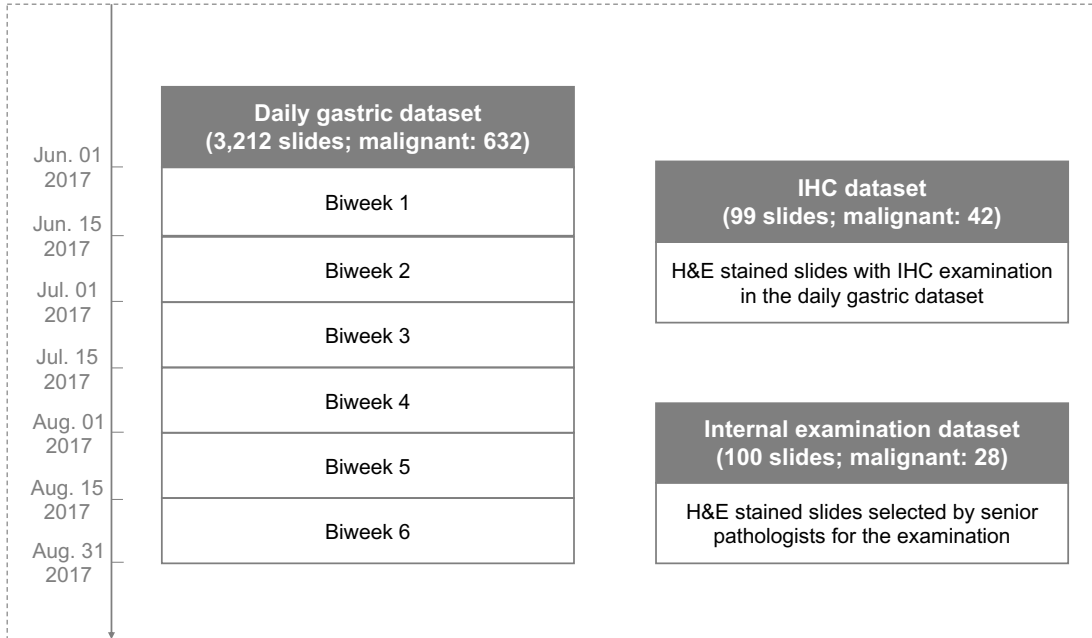 Daily gastric dataset
(3,212 slides; malignant: 632)
Jun. 01
2017
Biweek 1
Jun. 15
2017
Biweek 2
Jul. 01
2017
Biweek 3
Jul. 15
2017
Biweek 4
Aug. 01
2017
Biweek 5
Aug. 15
2017
Biweek 6
Aug. 31
2017
IHC dataset
(99 slides; malignant: 42)
H&E stained slides with IHC examination
in the daily gastric dataset
Internal examination dataset
(100 slides; malignant: 28)
H&E stained slides selected by senior
pathologists for the examination